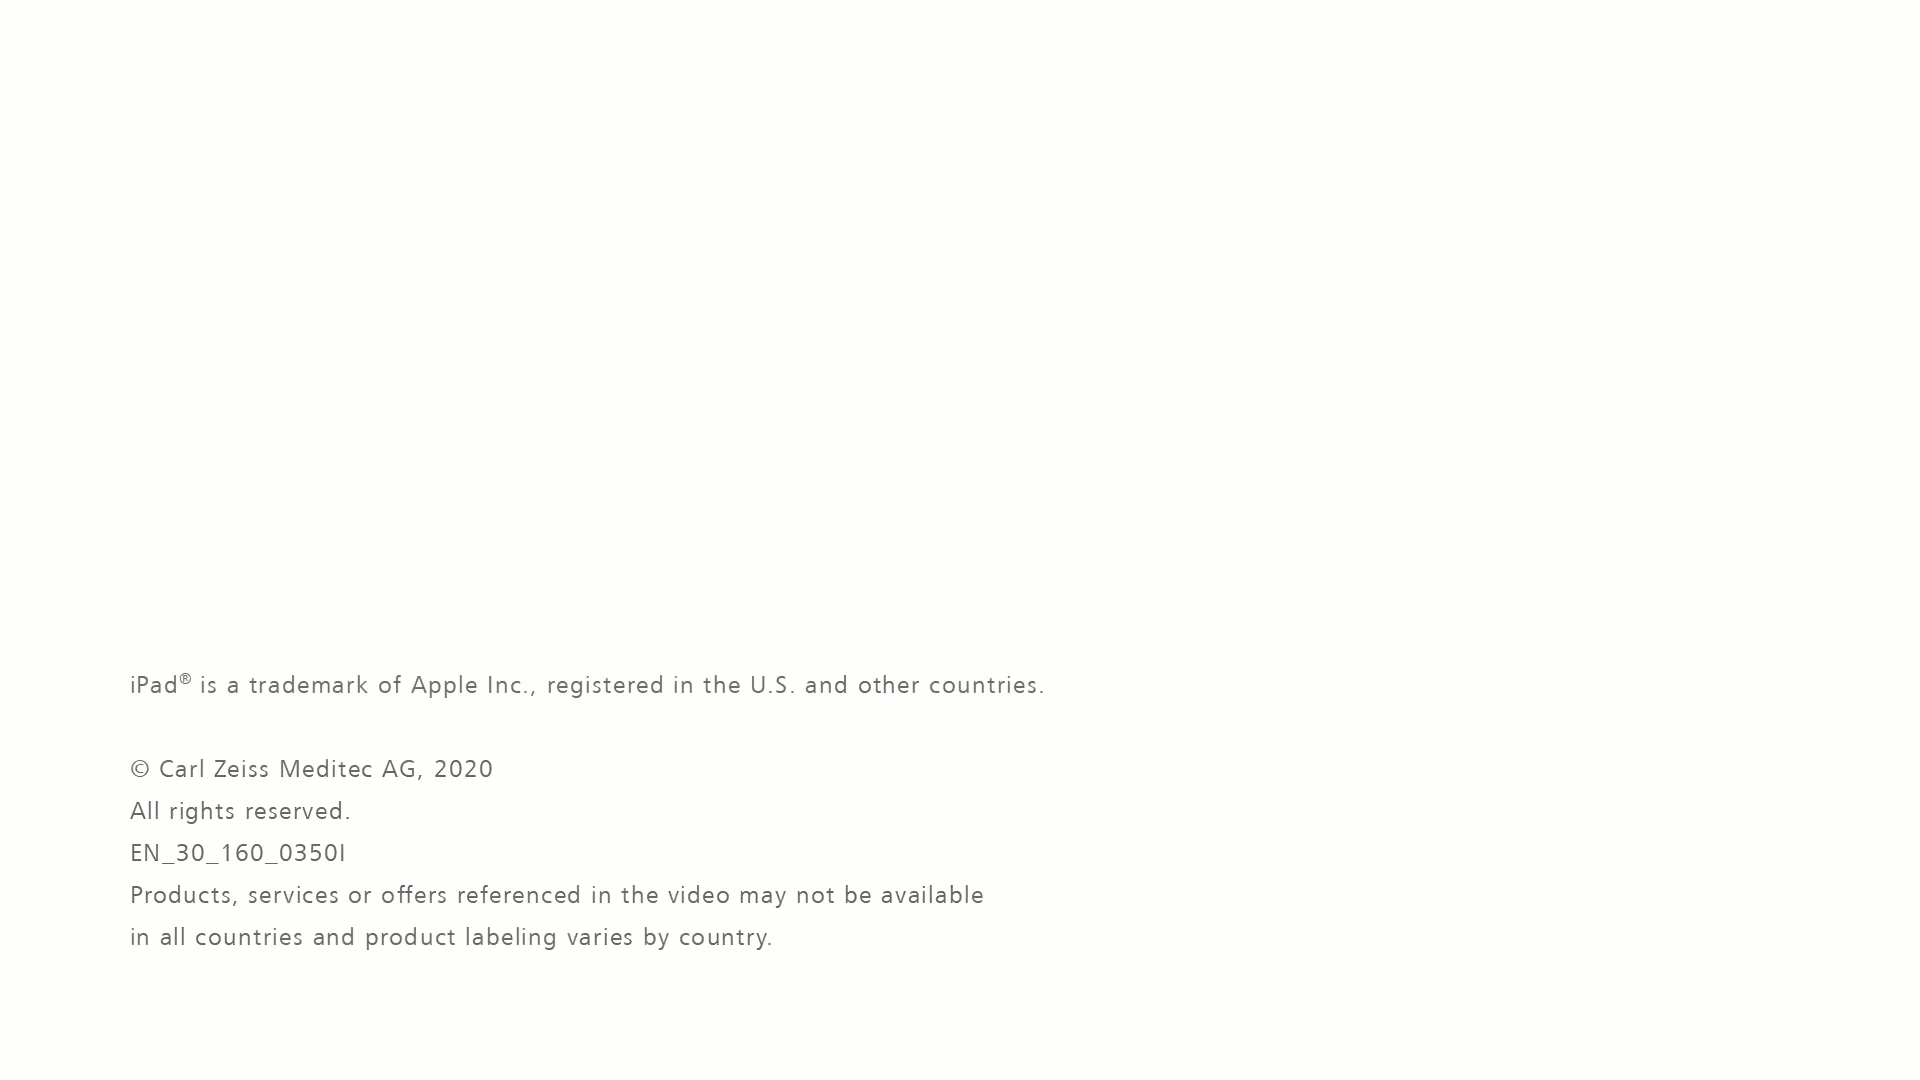 iPad® is a trademark of Apple Inc., registered in the U.S. and other countries.
© Carl Zeiss Meditec AG, 2020
All rights reserved.
EN_30_160_0350I
Products, services or offers referenced in the video may not be available
in all countries and product labeling varies by country.